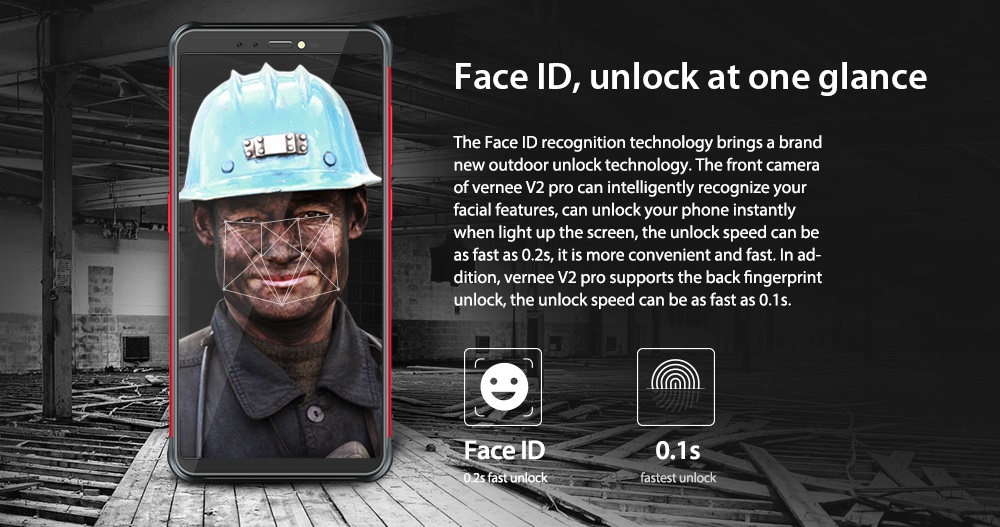 Face ID, unlock at one glance
The Face ID recognition technology brings a brand
new outdoor unlock technology. The front camera
of vernee V2 pro can intelligently recognize your
facial features, can unlock your phone instantly
when light up the screen, the unlock speed can be
as fast as 0.2s, it is more convenient and fast. In ad-
dition, vernee V2 pro supports the back fingerprint
unlock, the unlock speed can be as fast as 0.1s.
Face ID
0.2s fast unlock
0.1s
fastest unlock